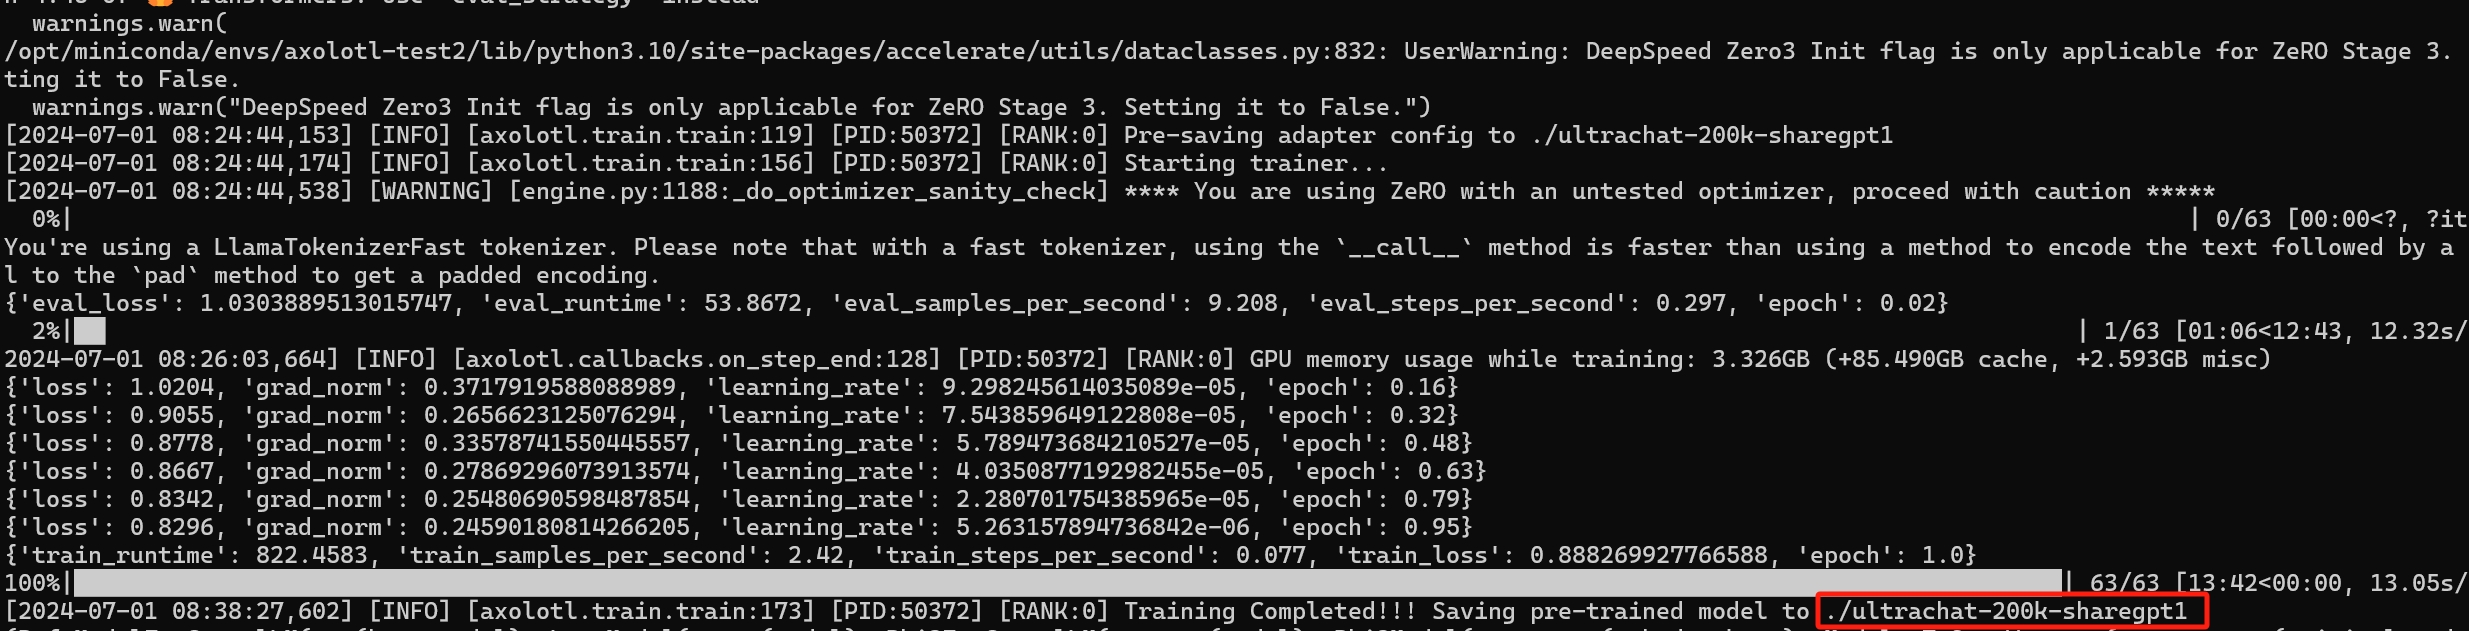 Transformers. Use `eval_strategy` instead
  warnings.warn(
/opt/miniconda/envs/axolotl-test2/lib/python3.10/site-packages/accelerate/utils/dataclasses.py:832: UserWarning: DeepSpeed Zero3 Init flag is only applicable for ZeRO Stage 3.
ting it to False.
  warnings.warn("DeepSpeed Zero3 Init flag is only applicable for ZeRO Stage 3. Setting it to False.")
[2024-07-01 08:24:44,153] [INFO] [axolotl.train.train:119] [PID:50372] [RANK:0] Pre-saving adapter config to ./ultrachat-200k-sharegpt1
[2024-07-01 08:24:44,174] [INFO] [axolotl.train.train:156] [PID:50372] [RANK:0] Starting trainer...
[2024-07-01 08:24:44,538] [WARNING] [engine.py:1188:_do_optimizer_sanity_check] **** You are using ZeRO with an untested optimizer, proceed with caution *****
  0%| | 0/63 [00:00<?, ?it
You're using a LlamaTokenizerFast tokenizer. Please note that with a fast tokenizer, using the `__call__` method is faster than using a method to encode the text followed by a
l to the `pad` method to get a padded encoding.
{'eval_loss': 1.0303889513015747, 'eval_runtime': 53.8672, 'eval_samples_per_second': 9.208, 'eval_steps_per_second': 0.297, 'epoch': 0.02}
  2%| | 1/63 [01:06<12:43, 12.32s/
2024-07-01 08:26:03,664] [INFO] [axolotl.callbacks.on_step_end:128] [PID:50372] [RANK:0] GPU memory usage while training: 3.326GB (+85.490GB cache, +2.593GB misc)
{'loss': 1.0204, 'grad_norm': 0.3717919588088989, 'learning_rate': 9.298245614035089e-05, 'epoch': 0.16}
{'loss': 0.9055, 'grad_norm': 0.2656623125076294, 'learning_rate': 7.543859649122808e-05, 'epoch': 0.32}
{'loss': 0.8778, 'grad_norm': 0.33578741550445557, 'learning_rate': 5.789473684210527e-05, 'epoch': 0.48}
{'loss': 0.8667, 'grad_norm': 0.27869296073913574, 'learning_rate': 4.0350877192982455e-05, 'epoch': 0.63}
{'loss': 0.8342, 'grad_norm': 0.25480690598487854, 'learning_rate': 2.280701754385965e-05, 'epoch': 0.79}
{'loss': 0.8296, 'grad_norm': 0.24590180814266205, 'learning_rate': 5.263157894736842e-06, 'epoch': 0.95}
{'train_runtime': 822.4583, 'train_samples_per_second': 2.42, 'train_steps_per_second': 0.077, 'train_loss': 0.888269927766588, 'epoch': 1.0}
100%| | 63/63 [13:42<00:00, 13.05s/
[2024-07-01 08:38:27,602] [INFO] [axolotl.train.train:173] [PID:50372] [RANK:0] Training Completed!!! Saving pre-trained model to ./ultrachat-200k-sharegpt1